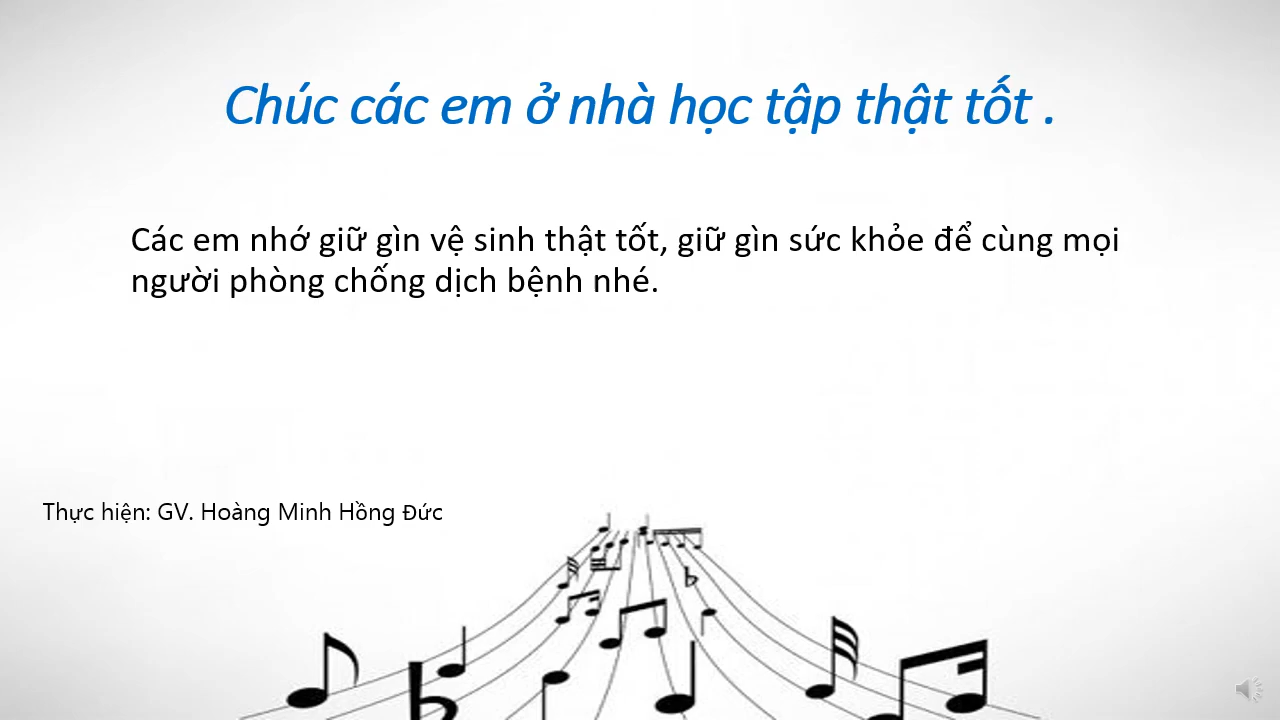 Chúc các em ở nhà học tập thật tốt .
Các em nhớ giữ gìn vệ sinh thật tốt, giữ gìn sức khỏe để cùng mọi
người phòng chống dịch bệnh nhé.
Thực hiện: GV. Hoàng Minh Hồng Đức